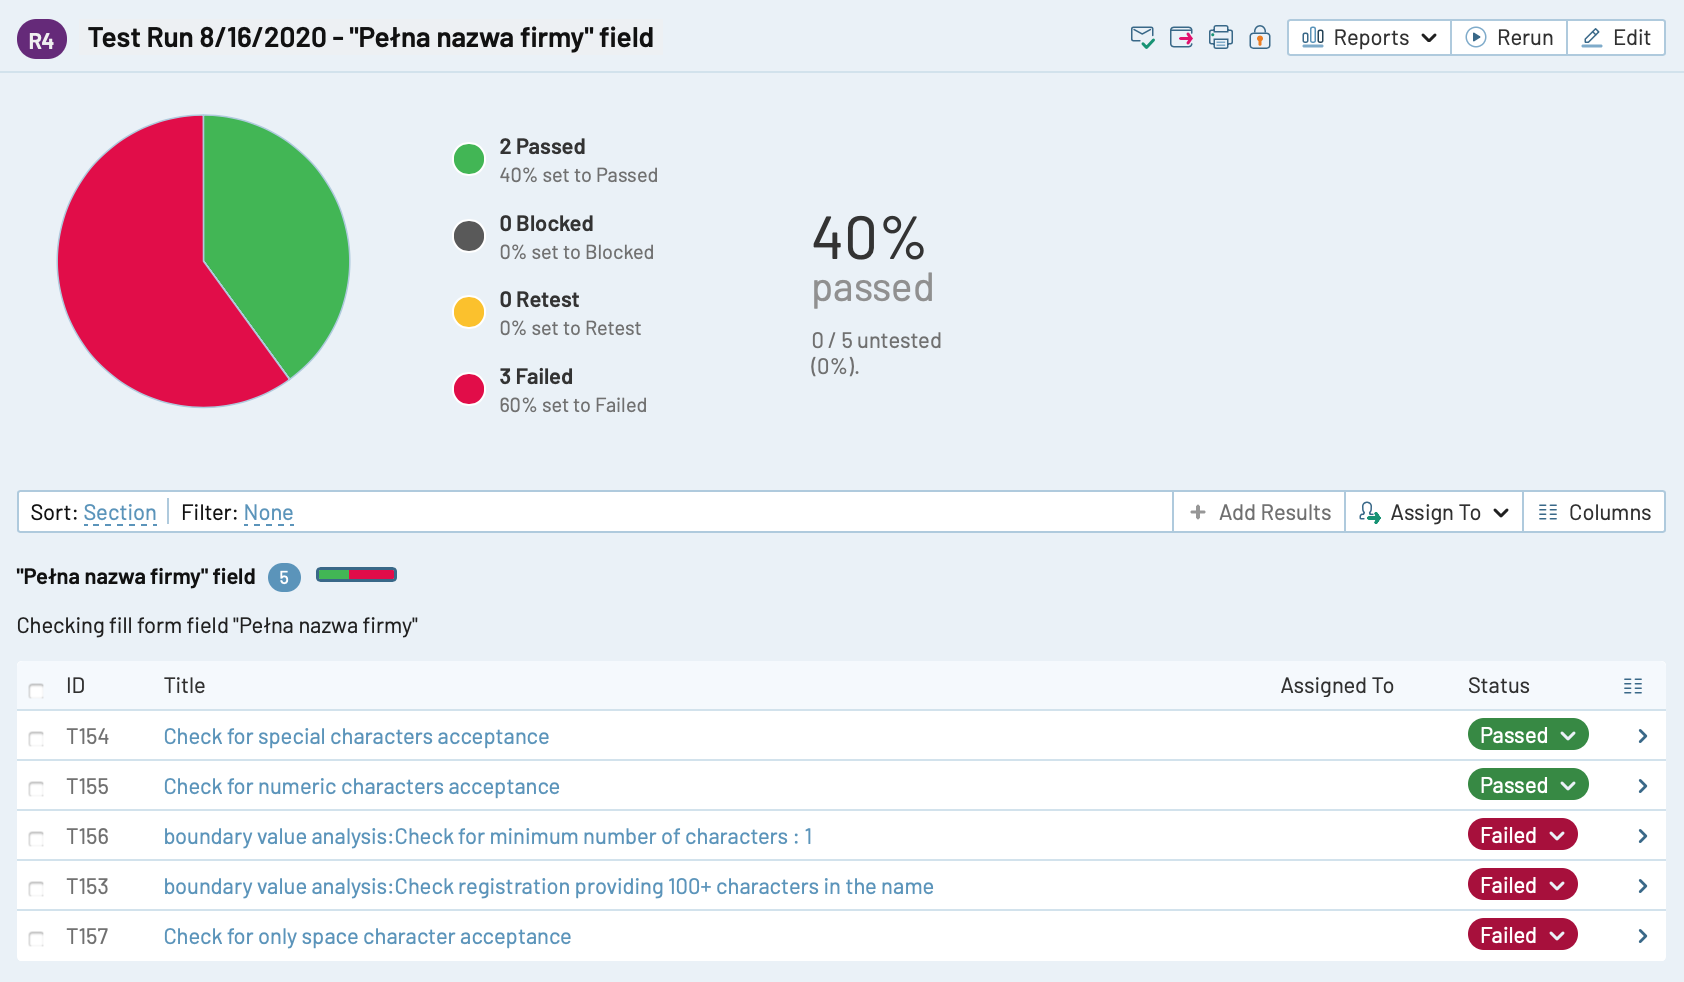 R4 Test Run 8/16/2020 - "Pełna nazwa firmy" field Reports Rerun Edit
2 Passed
40% set to Passed
0 Blocked
0% set to Blocked
0 Retest
0% set to Retest
3 Failed
60% set to Failed
40%
passed
0 / 5 untested
(0%).
Sort: Section Filter: None + Add Results Assign To Columns
"Pełna nazwa firmy" field 5
Checking fill form field "Pełna nazwa firmy"
ID Title Assigned To Status
T154 Check for special characters acceptance Passed
T155 Check for numeric characters acceptance Passed
T156 boundary value analysis:Check for minimum number of characters : 1 Failed
T153 boundary value analysis:Check registration providing 100+ characters in the name Failed
T157 Check for only space character acceptance Failed